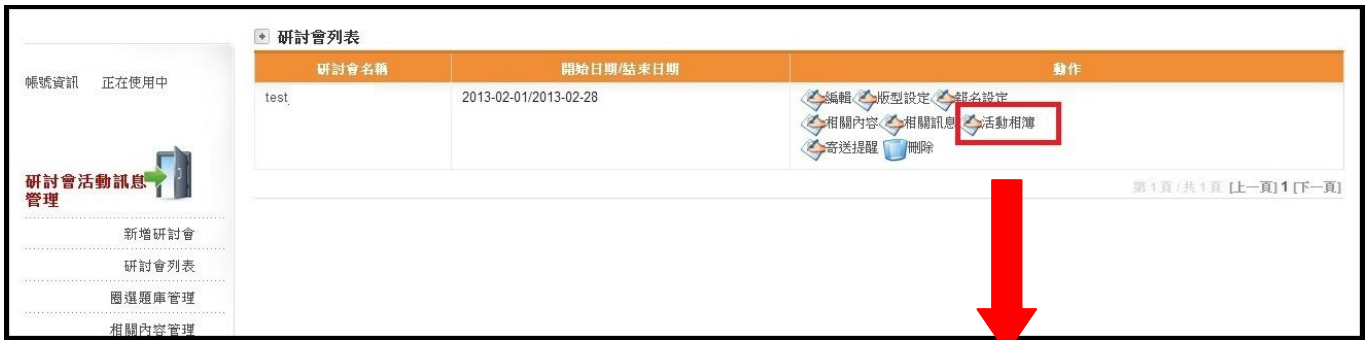 研討會列表
帳號資訊 正在使用中
研討會名稱 開始日期/結束日期 動作
test 2013-02-01/2013-02-28 編輯 版型設定 報名設定
相關內容 相關訊息 活動相簿
寄送提醒 刪除
研討會活動訊息
管理
第1頁/共1頁 [上一頁] 1 [下一頁]
新增研討會
研討會列表
圈選題庫管理
相關內容管理